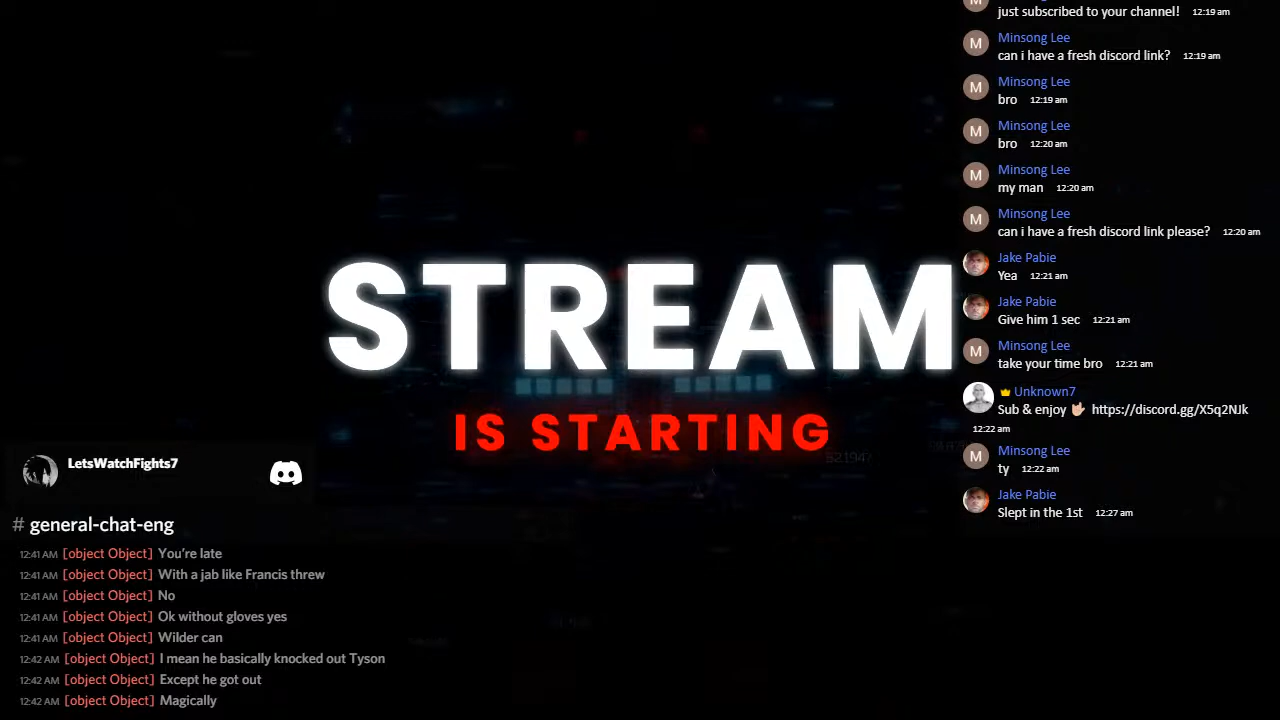 just subscribed to your channel! 12:19 am
M Minsong Lee
can i have a fresh discord link? 12:19 am
M Minsong Lee
bro 12:19 am
M Minsong Lee
bro 12:20 am
M Minsong Lee
my man 12:20 am
M Minsong Lee
can i have a fresh discord link please? 12:20 am
Jake Pabie
Yea 12:21 am
Jake Pabie
Give him 1 sec 12:21 am
M Minsong Lee
take your time bro 12:21 am
Unknown7
Sub & enjoy 🤟🏼 https://discord.gg/X5q2NJk
12:22 am
M Minsong Lee
ty 12:22 am
Jake Pabie
Slept in the 1st 12:27 am
STREAM
IS STARTING
LetsWatchFights7
# general-chat-eng
12:41 AM [object Object] You’re late
12:41 AM [object Object] With a jab like Francis threw
12:41 AM [object Object] No
12:41 AM [object Object] Ok without gloves yes
12:41 AM [object Object] Wilder can
12:42 AM [object Object] I mean he basically knocked out Tyson
12:42 AM [object Object] Except he got out
12:42 AM [object Object] Magically